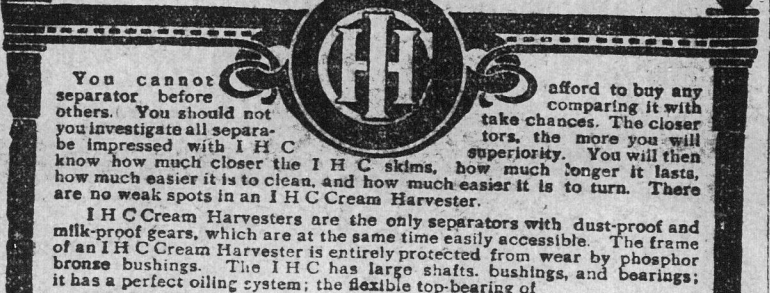 IHC
You cannot afford to buy any
separator before comparing it with
others. You should not take chances. The closer
you investigate all separa- tors, the more you will
be impressed with I H C superiority. You will then
know how much closer the I H C skims, how much longer it lasts,
how much easier it is to clean, and how much easier it is to turn. There
are no weak spots in an I H C Cream Harvester.
I H C Cream Harvesters are the only separators with dust-proof and
milk-proof gears, which are at the same time easily accessible. The frame
of an I H C Cream Harvester is entirely protected from wear by phosphor
bronse bushings. The I H C has large shafts, bushings, and bearings;
it has a perfect oiling system; the flexible top-bearing of